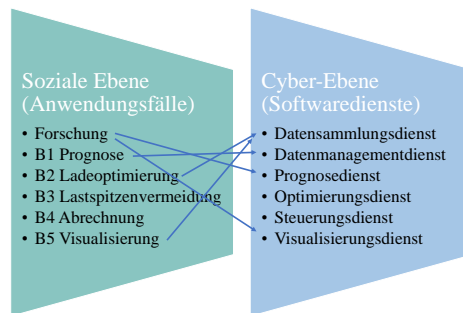 Soziale Ebene
(Anwendungsfälle)
• Forschung
• B1 Prognose
• B2 Ladeoptimierung
• B3 Lastspitzenvermeidung
• B4 Abrechnung
• B5 Visualisierung
Cyber-Ebene
(Softwaredienste)
• Datensammlungsdienst
• Datenmanagementdienst
• Prognosedienst
• Optimierungsdienst
• Steuerungsdienst
• Visualisierungsdienst